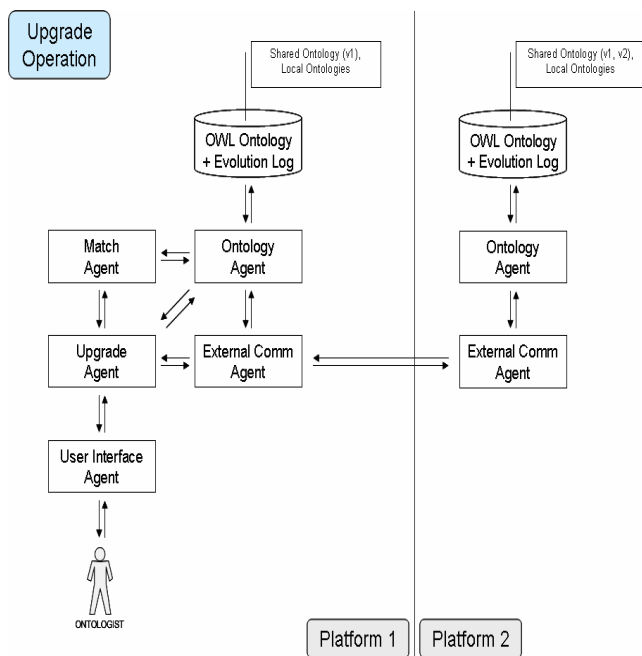 Upgrade
Operation
Shared Ontology (v1),
Local Ontologies
Shared Ontology (v1, v2),
Local Ontologies
OWL Ontology
+ Evolution Log
OWL Ontology
+ Evolution Log
Match
Agent
Ontology
Agent
Ontology
Agent
Upgrade
Agent
External Comm
Agent
External Comm
Agent
User Interface
Agent
ONTOLOGIST
Platform 1
Platform 2